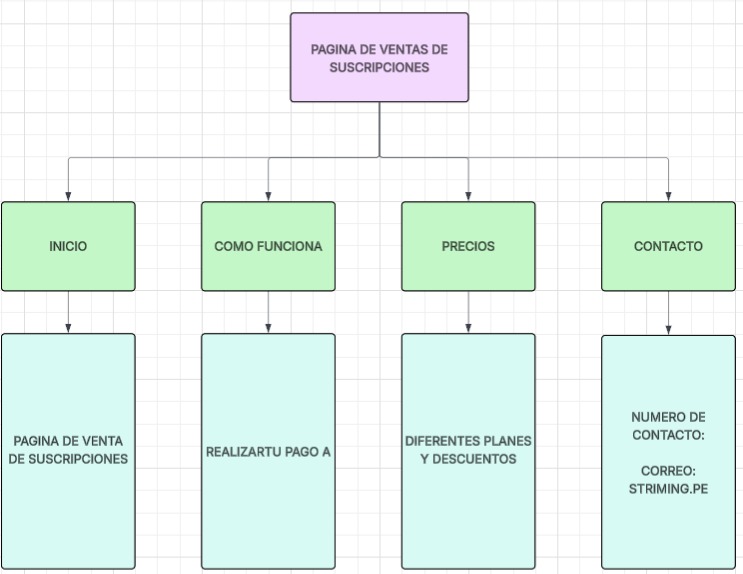 PAGINA DE VENTAS DE
SUSCRIPCIONES
INICIO
COMO FUNCIONA
PRECIOS
CONTACTO
PAGINA DE VENTA
DE SUSCRIPCIONES
REALIZARTU PAGO A
DIFERENTES PLANES
Y DESCUENTOS
NUMERO DE
CONTACTO:
CORREO:
STRIMING.PE